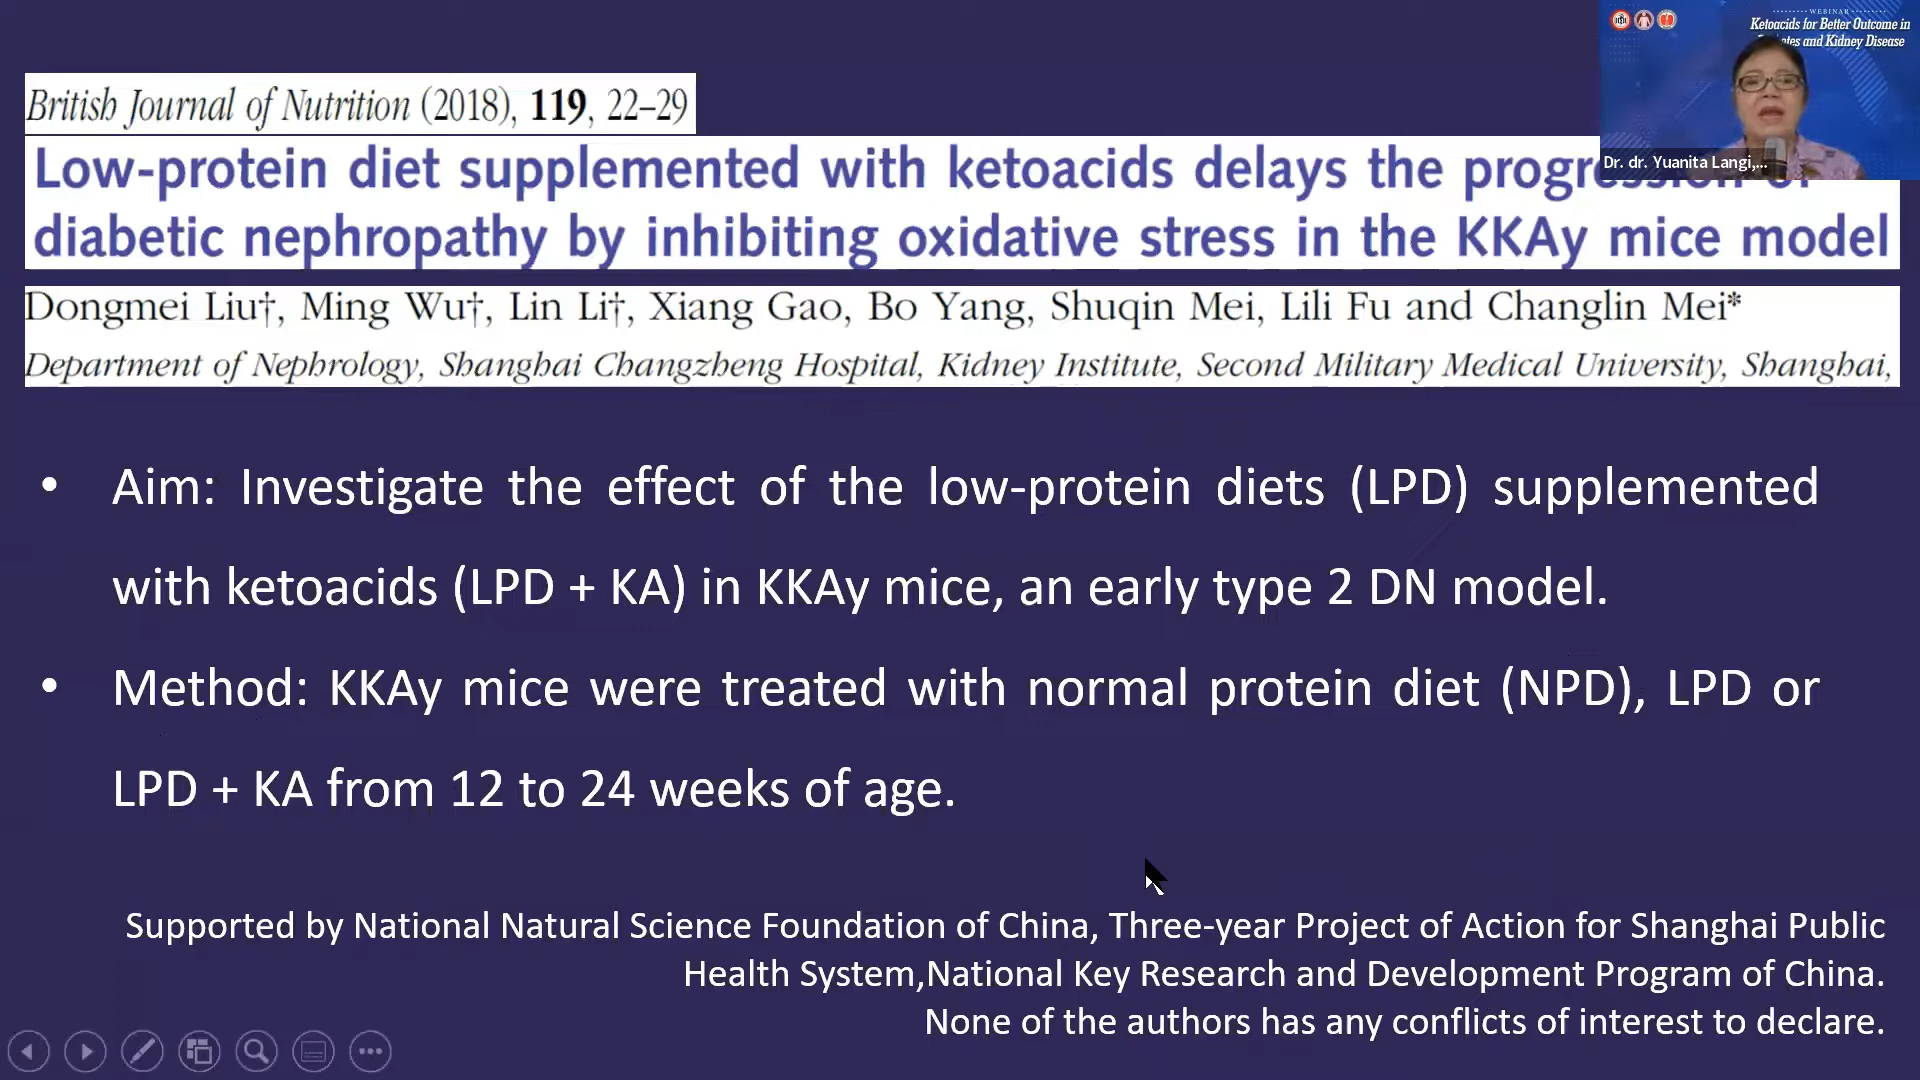 WEBINAR
Ketoacids for Better Outcome in
and Kidney Disease
Dr. dr. Yuanita Langi,...
British Journal of Nutrition (2018), 119, 22–29
Low-protein diet supplemented with ketoacids delays the
diabetic nephropathy by inhibiting oxidative stress in the KKAy mice model
Dongmei Liu†, Ming Wu†, Lin Li†, Xiang Gao, Bo Yang, Shuqin Mei, Lili Fu and Changlin Mei*
Department of Nephrology, Shanghai Changzheng Hospital, Kidney Institute, Second Military Medical University, Shanghai,
• Aim: Investigate the effect of the low-protein diets (LPD) supplemented
with ketoacids (LPD + KA) in KKAy mice, an early type 2 DN model.
• Method: KKAy mice were treated with normal protein diet (NPD), LPD or
LPD + KA from 12 to 24 weeks of age.
Supported by National Natural Science Foundation of China, Three-year Project of Action for Shanghai Public
Health System,National Key Research and Development Program of China.
None of the authors has any conflicts of interest to declare.